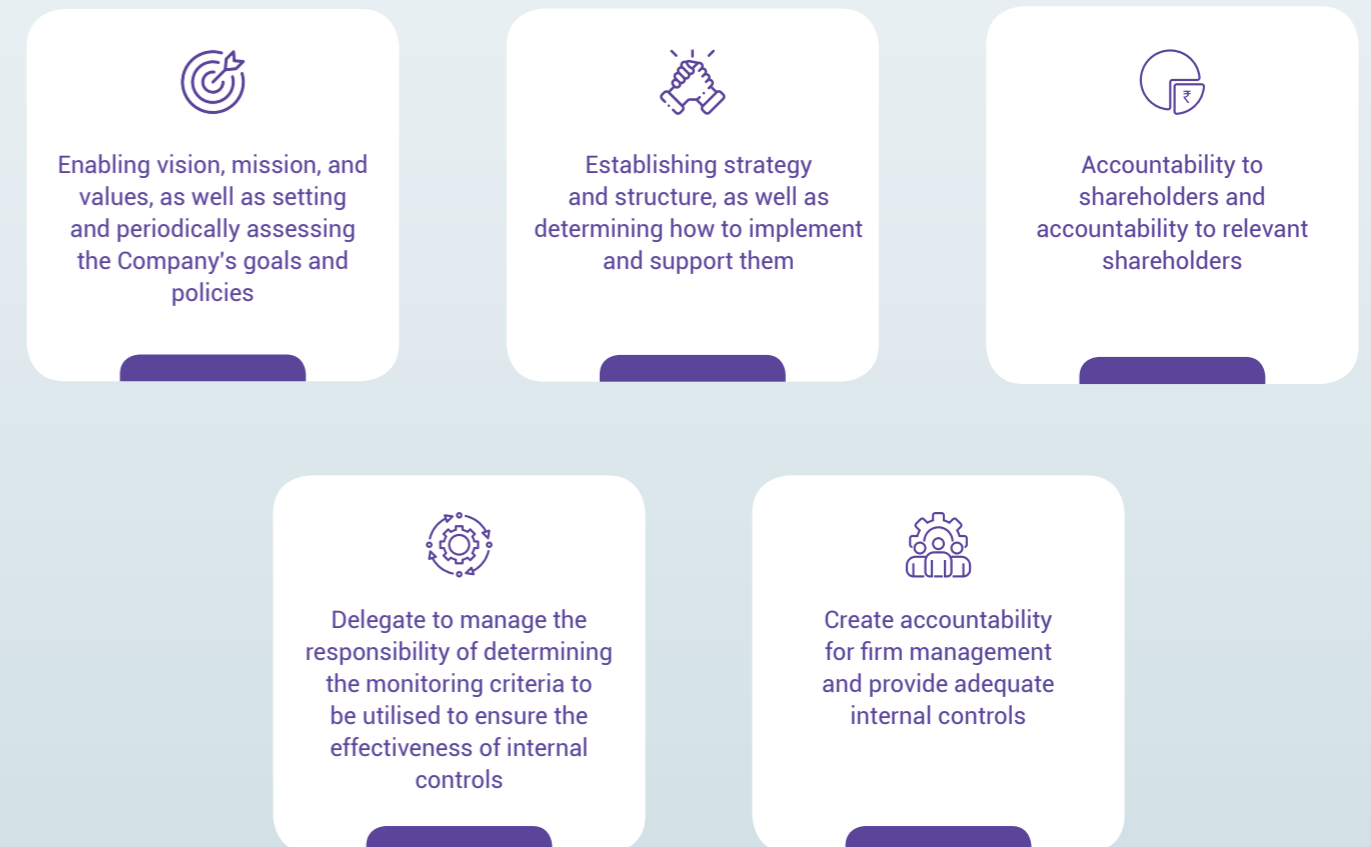 Enabling vision, mission, and
values, as well as setting
and periodically assessing
the Company's goals and
policies
Establishing strategy
and structure, as well as
determining how to implement
and support them
₹
Accountability to
shareholders and
accountability to relevant
shareholders
Delegate to manage the
responsibility of determining
the monitoring criteria to
be utilised to ensure the
effectiveness of internal
controls
Create accountability
for firm management
and provide adequate
internal controls